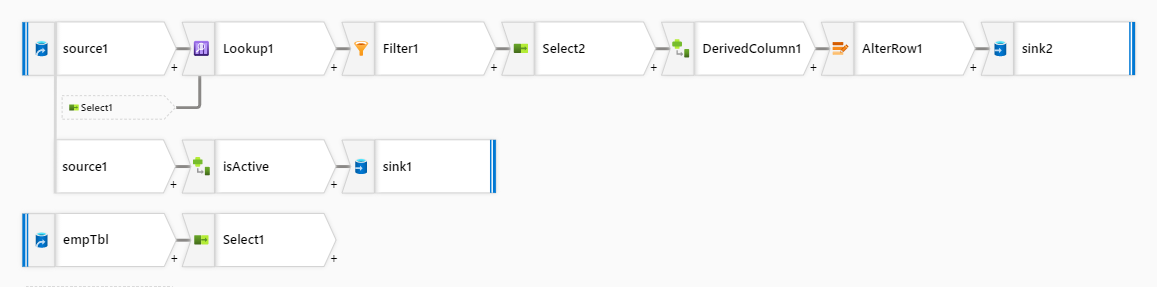 source1 Lookup1 Filter1 Select2 DerivedColumn1 AlterRow1 sink2
+ + + + + +
Select1
source1 isActive sink1
+ +
empTbl Select1
+ +